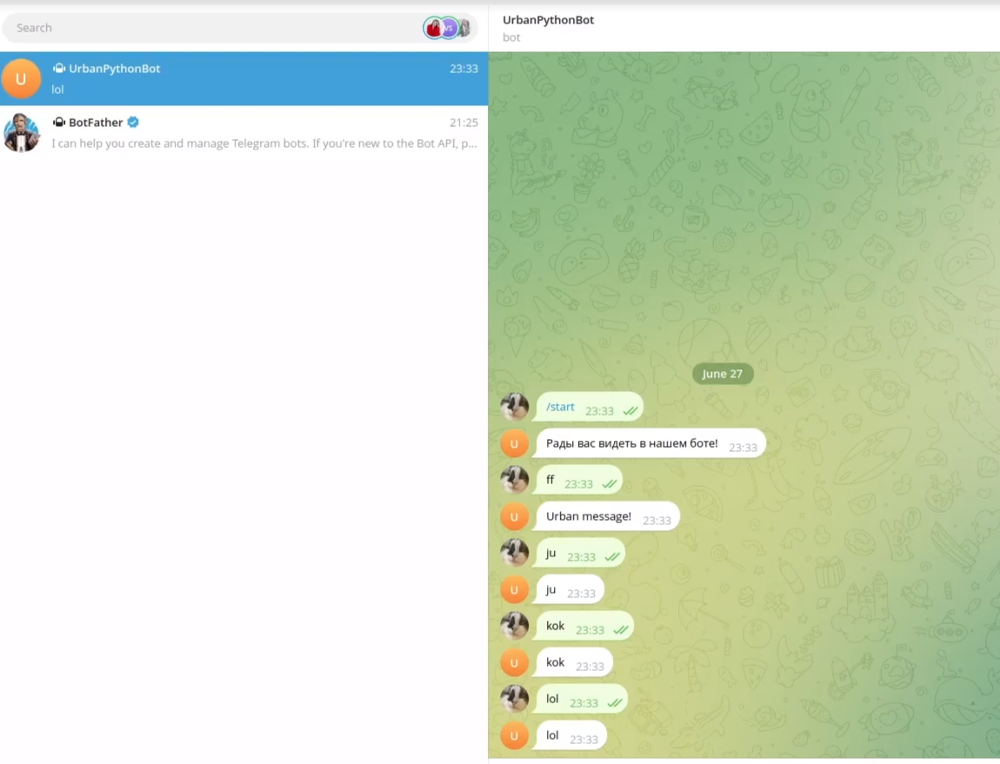 Search
VS
U
UrbanPythonBot
23:33
lol
BotFather
21:25
I can help you create and manage Telegram bots. If you're new to the Bot API, p...
UrbanPythonBot
bot
June 27
/start 23:33
U
Рады вас видеть в нашем боте! 23:33
ff 23:33
U
Urban message! 23:33
ju 23:33
U
ju 23:33
kok 23:33
U
kok 23:33
lol 23:33
U
lol 23:33